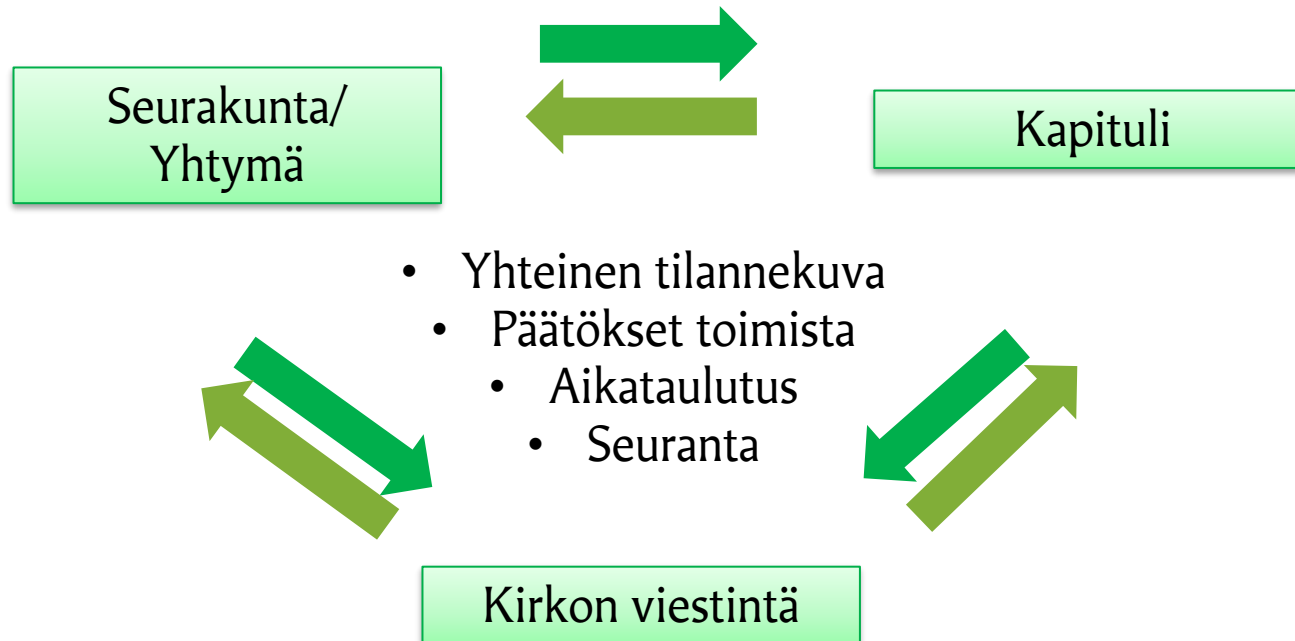 Seurakunta/
Yhtymä
Kapituli
• Yhteinen tilannekuva
• Päätökset toimista
• Aikataulutus
• Seuranta
Kirkon viestintä